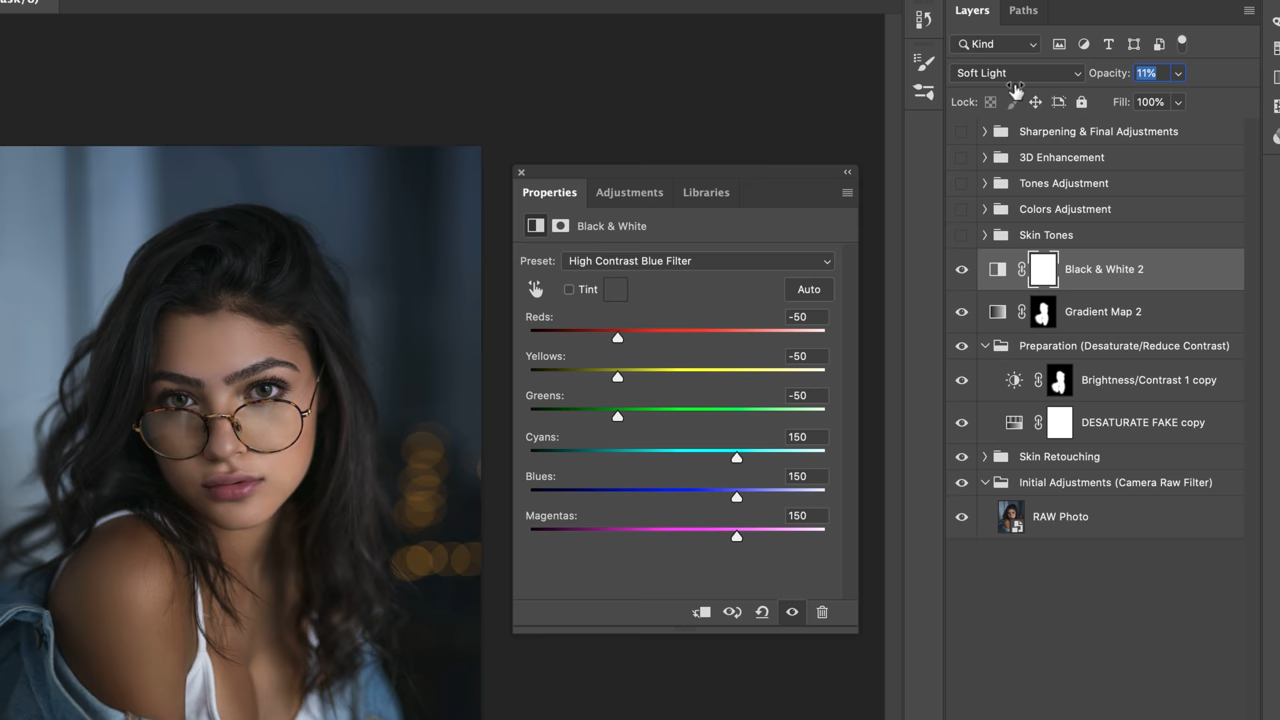 Layers Paths
Kind
Soft Light Opacity: 11%
Lock: Fill: 100%
Sharpening & Final Adjustments
3D Enhancement
Tones Adjustment
Colors Adjustment
Skin Tones
Black & White 2
Gradient Map 2
Preparation (Desaturate/Reduce Contrast)
Brightness/Contrast 1 copy
DESATURATE FAKE copy
Skin Retouching
Initial Adjustments (Camera Raw Filter)
RAW Photo
Properties Adjustments Libraries
Black & White
Preset: High Contrast Blue Filter
Tint Auto
Reds: -50
Yellows: -50
Greens: -50
Cyans: 150
Blues: 150
Magentas: 150